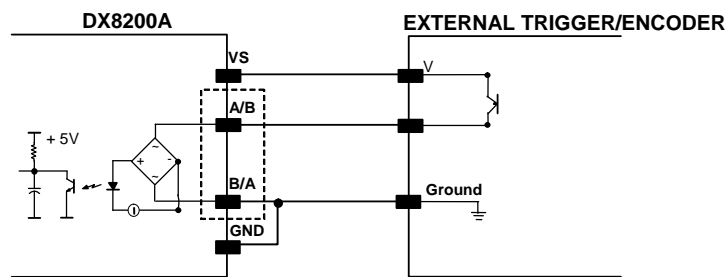 DX8200A
EXTERNAL TRIGGER/ENCODER
VS
V
A/B
+ 5V
+ ~ -
~
B/A
Ground
I
GND